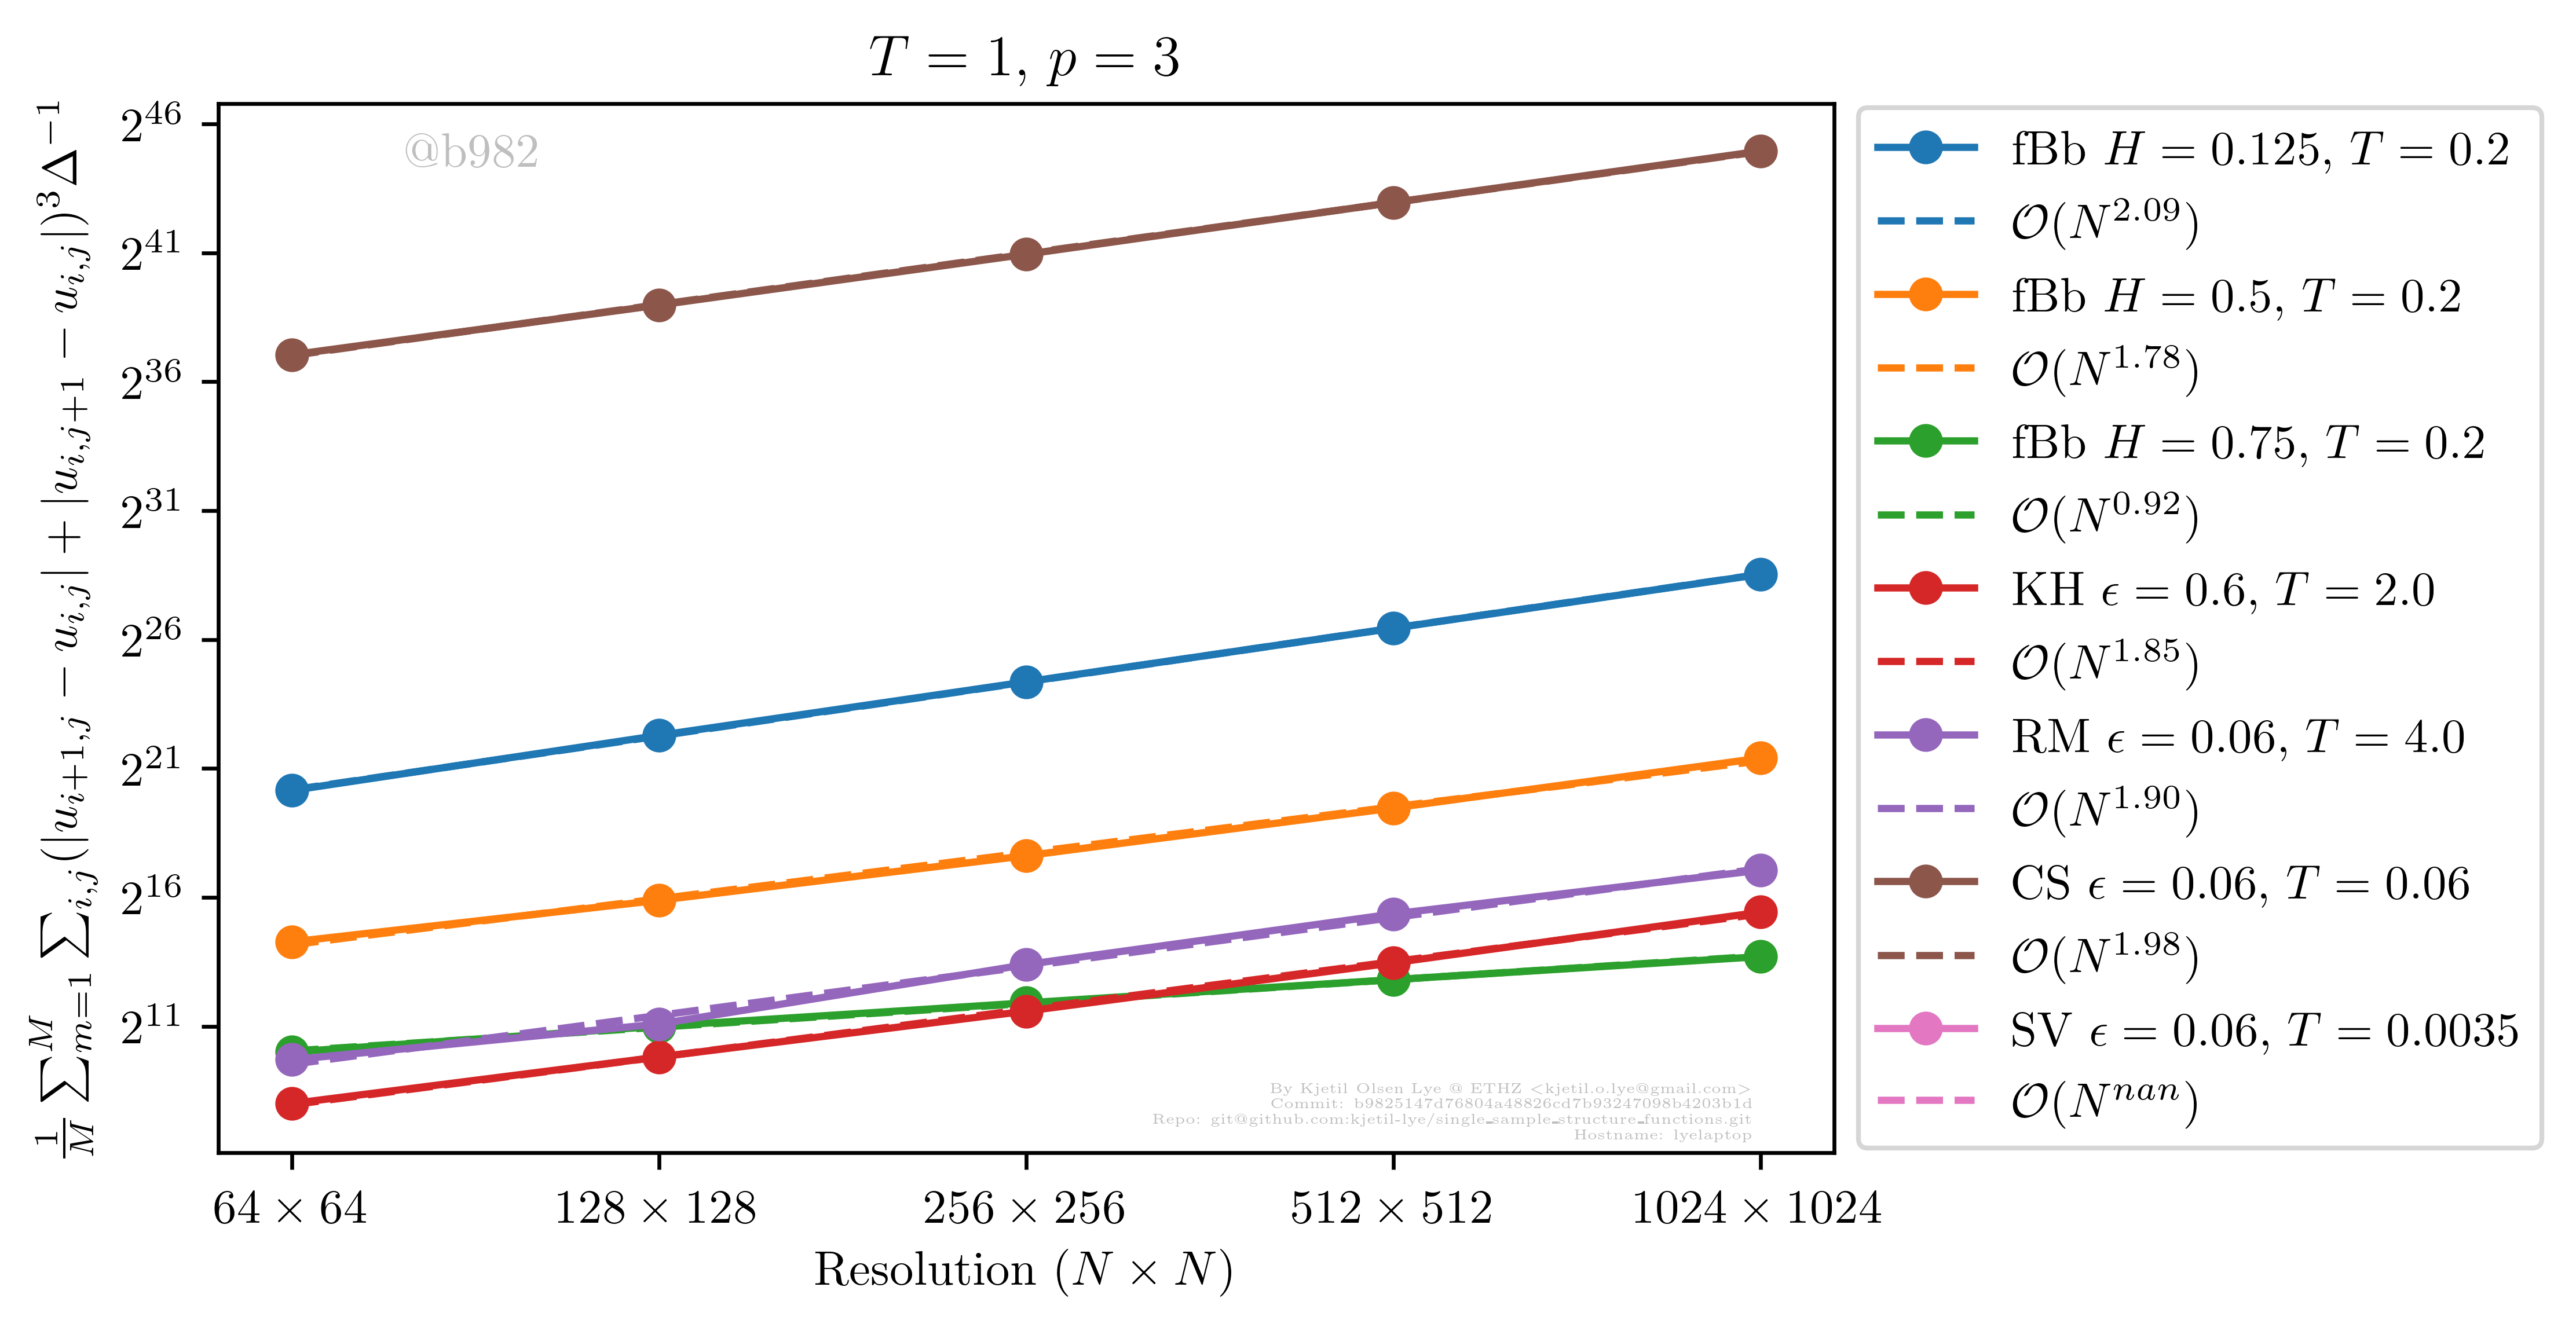 T = 1, p = 3
@b982
2^46
2^41
2^36
2^31
2^26
2^21
2^16
2^11
\frac{1}{M} \sum_{m=1}^{M} \sum_{i,j} (|u_{i+1,j} − u_{i,j}| + |u_{i,j+1} − u_{i,j}|)^3 Δ^{−1}
64 × 64
128 × 128
256 × 256
512 × 512
1024 × 1024
Resolution (N × N)
fBb H = 0.125, T = 0.2
𝒪(N^{2.09})
fBb H = 0.5, T = 0.2
𝒪(N^{1.78})
fBb H = 0.75, T = 0.2
𝒪(N^{0.92})
KH ϵ = 0.6, T = 2.0
𝒪(N^{1.85})
RM ϵ = 0.06, T = 4.0
𝒪(N^{1.90})
CS ϵ = 0.06, T = 0.06
𝒪(N^{1.98})
SV ϵ = 0.06, T = 0.0035
𝒪(N^{nan})
By Kjetil Olsen Lye @ ETHZ <kjetil.o.lye@gmail.com>
Commit: b9825147d76804a48826cd7b93247098b4203b1d
Repo: git@github.com:kjetil-lye/single_sample_structure_functions.git
Hostname: lyelaptop